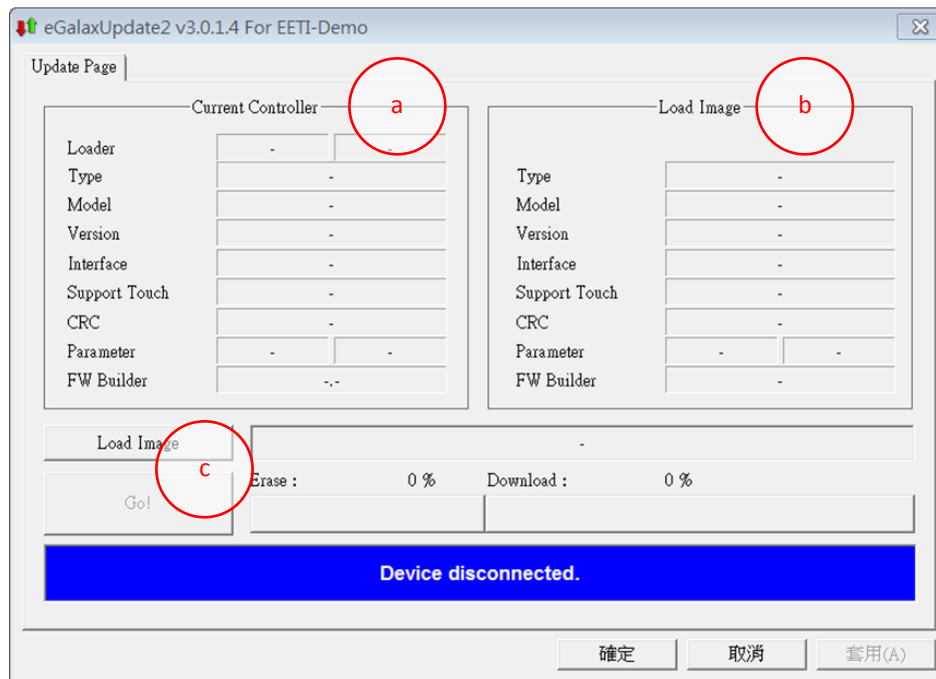 eGalaxUpdate2 v3.0.1.4 For EETI-Demo
Update Page
Current Controller
a
Loader - -
Type -
Model -
Version -
Interface -
Support Touch -
CRC -
Parameter - -
FW Builder -.-
Load Image
b
Type -
Model -
Version -
Interface -
Support Touch -
CRC -
Parameter - -
FW Builder -
Load Image -
c
Go!
Erase : 0 % Download : 0 %
Device disconnected.
確定 取消 套用(A)